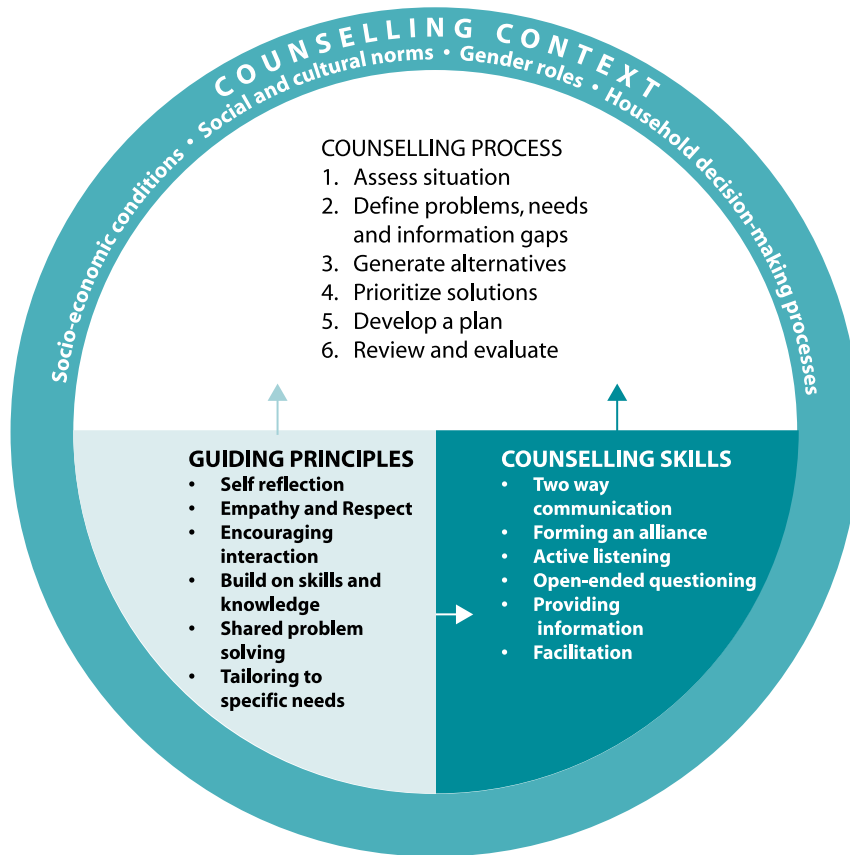 COUNSELLING CONTEXT
Socio-economic conditions • Social and cultural norms • Gender roles • Household decision-making processes
COUNSELLING PROCESS
1. Assess situation
2. Define problems, needs
and information gaps
3. Generate alternatives
4. Prioritize solutions
5. Develop a plan
6. Review and evaluate
GUIDING PRINCIPLES
• Self reflection
• Empathy and Respect
• Encouraging
interaction
• Build on skills and
knowledge
• Shared problem
solving
• Tailoring to
specific needs
COUNSELLING SKILLS
• Two way
communication
• Forming an alliance
• Active listening
• Open-ended questioning
• Providing
information
• Facilitation